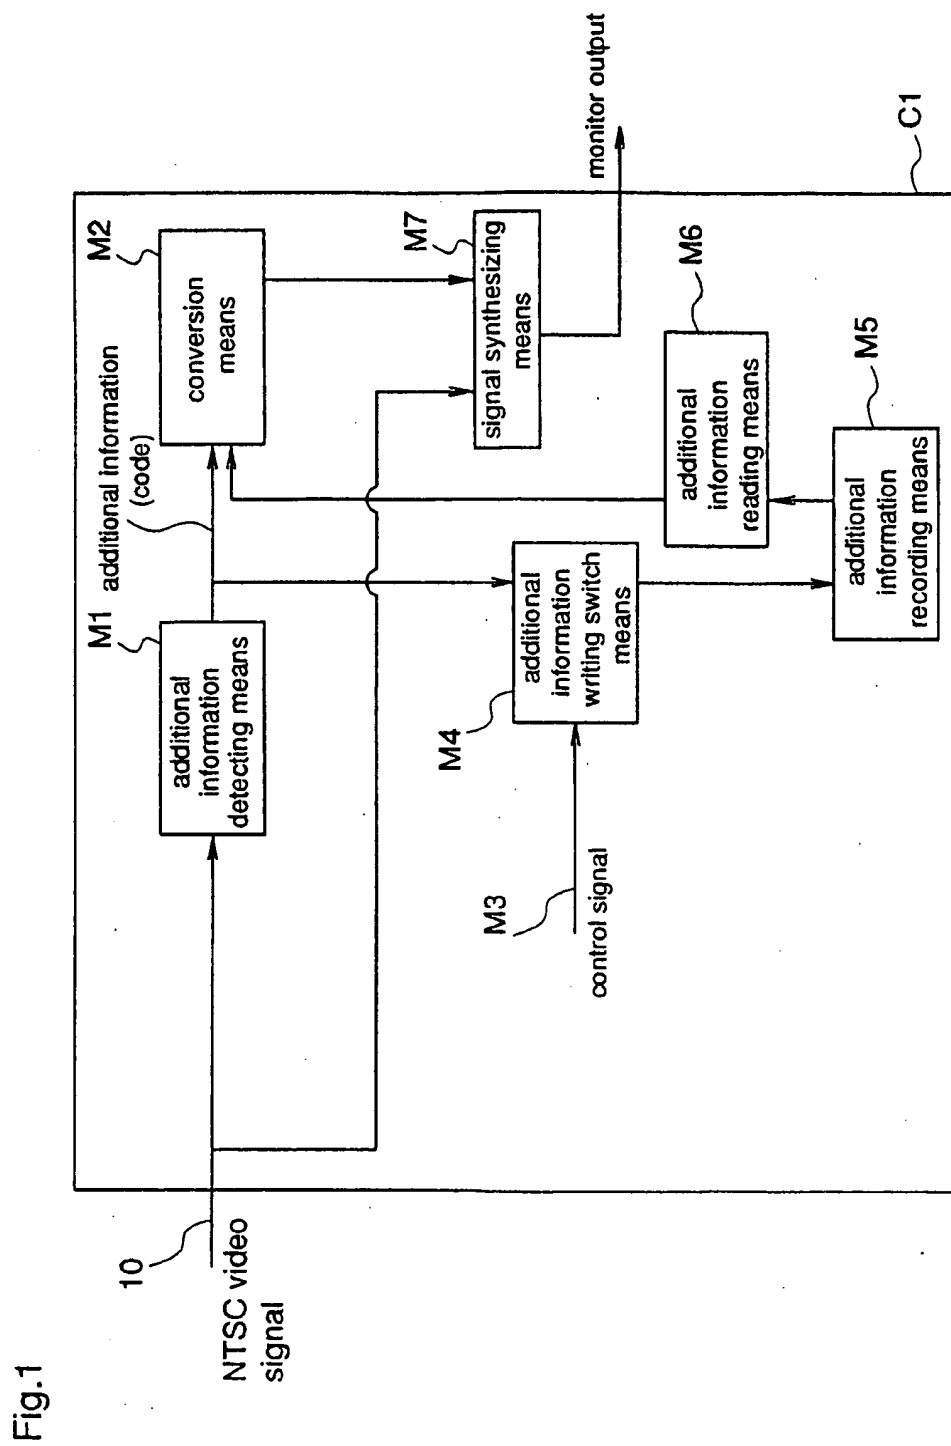 Fig.1
10
NTSC video
signal
M1
additional
information
detecting means
additional information
(code)
M2
conversion
means
M7
signal synthesizing
means
monitor output
M3
control signal
M4
additional
information
writing switch
means
M6
additional
information
reading means
M5
additional
information
recording means
C1